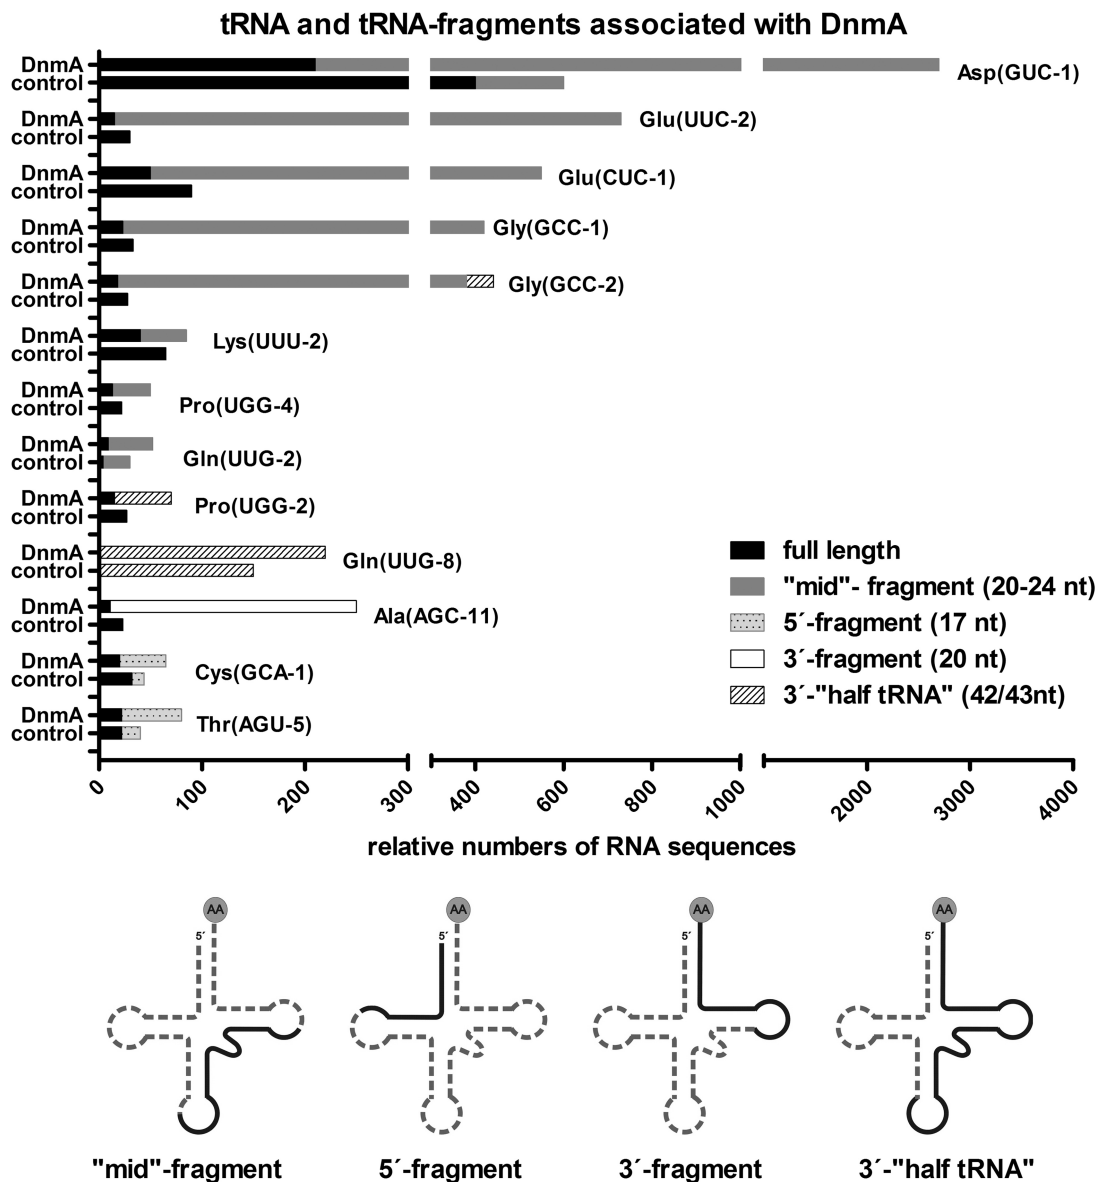 tRNA and tRNA-fragments associated with DnmA
DnmA
control
Asp(GUC-1)
DnmA
control
Glu(UUC-2)
DnmA
control
Glu(CUC-1)
DnmA
control
Gly(GCC-1)
DnmA
control
Gly(GCC-2)
DnmA
control
Lys(UUU-2)
DnmA
control
Pro(UGG-4)
DnmA
control
Gln(UUG-2)
DnmA
control
Pro(UGG-2)
DnmA
control
Gln(UUG-8)
DnmA
control
Ala(AGC-11)
DnmA
control
Cys(GCA-1)
DnmA
control
Thr(AGU-5)
full length
"mid"- fragment (20-24 nt)
5´-fragment (17 nt)
3´-fragment (20 nt)
3´-"half tRNA" (42/43nt)
0 100 200 300 400 600 800 1000 2000 3000 4000
relative numbers of RNA sequences
AA AA AA AA
5´ 5´ 5´ 5´
"mid"-fragment 5´-fragment 3´-fragment 3´-"half tRNA"